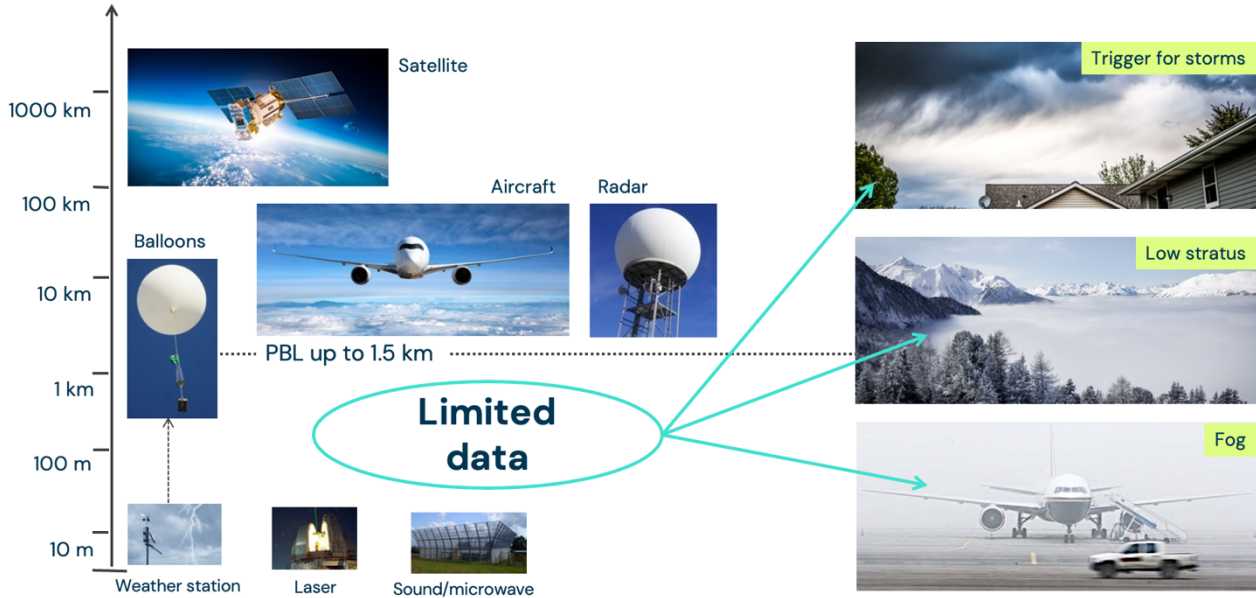 Satellite
Trigger for storms
1000 km
Aircraft
Radar
100 km
Balloons
Low stratus
10 km
PBL up to 1.5 km
1 km
Limited
data
Fog
100 m
10 m
Weather station
Laser
Sound/microwave